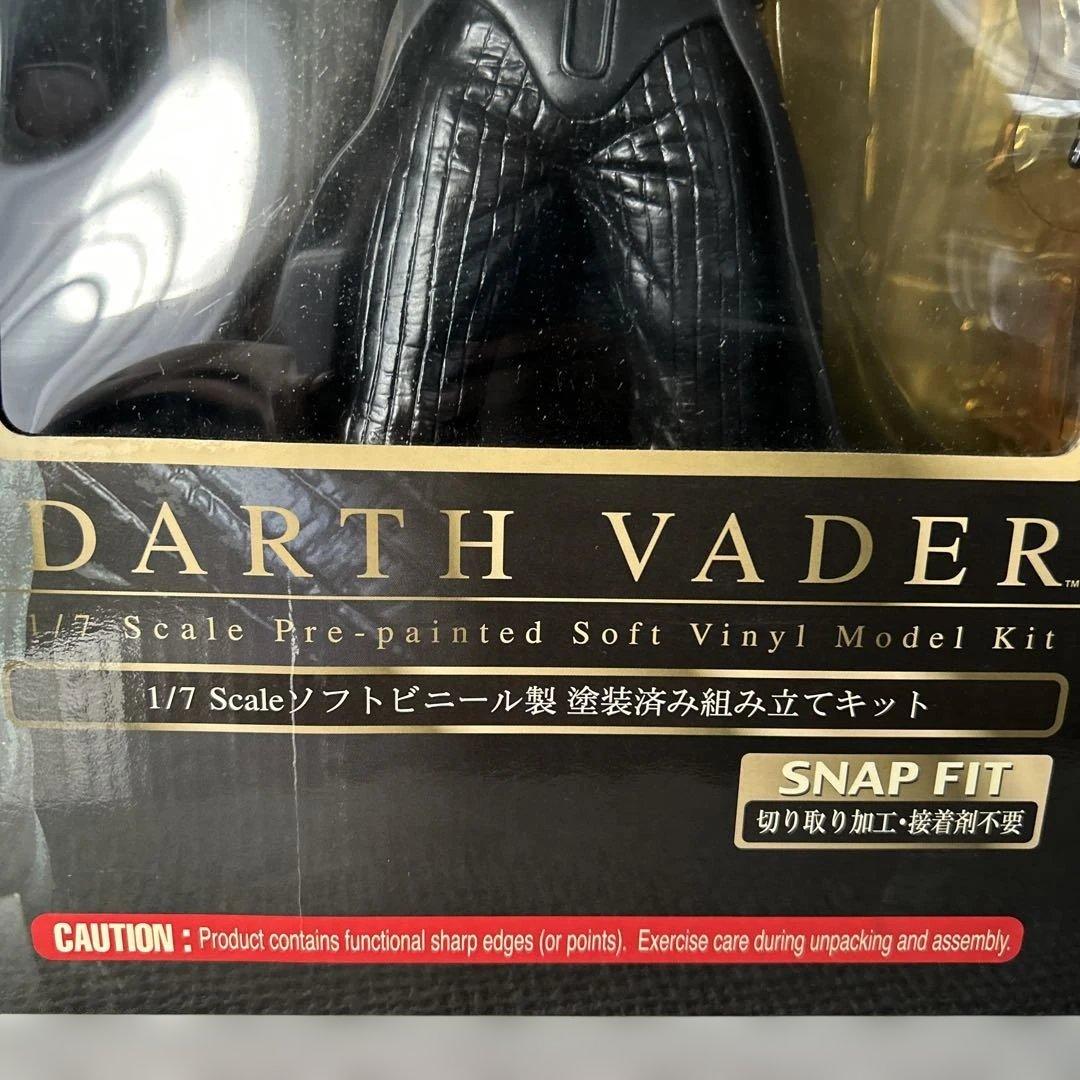 DARTH VADER™
1/7 Scale Pre-painted Soft Vinyl Model Kit
1/7 Scaleソフトビニール製 塗装済み組み立てキット
SNAP FIT
切り取り加工・接着剤不要
CAUTION : Product contains functional sharp edges (or points). Exercise care during unpacking and assembly.